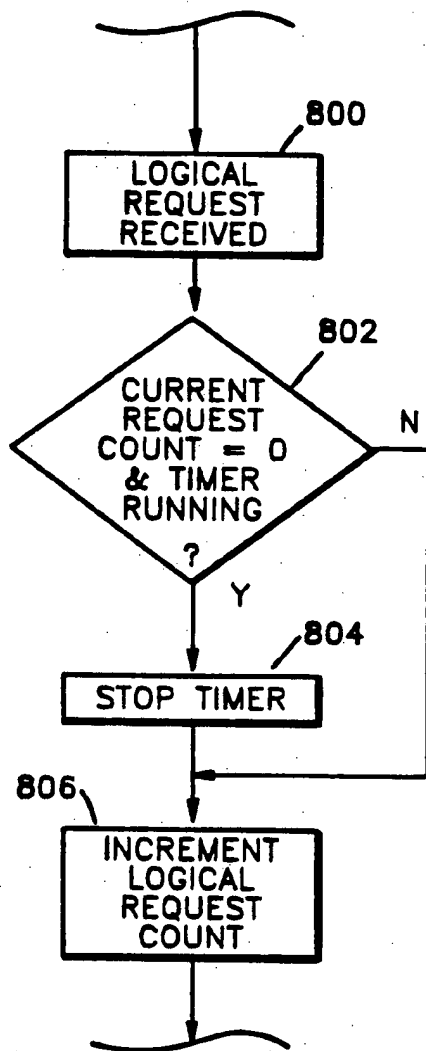 800
LOGICAL
REQUEST
RECEIVED
802
CURRENT
REQUEST
COUNT = 0
& TIMER
RUNNING
?
N
Y
804
STOP TIMER
806
INCREMENT
LOGICAL
REQUEST
COUNT